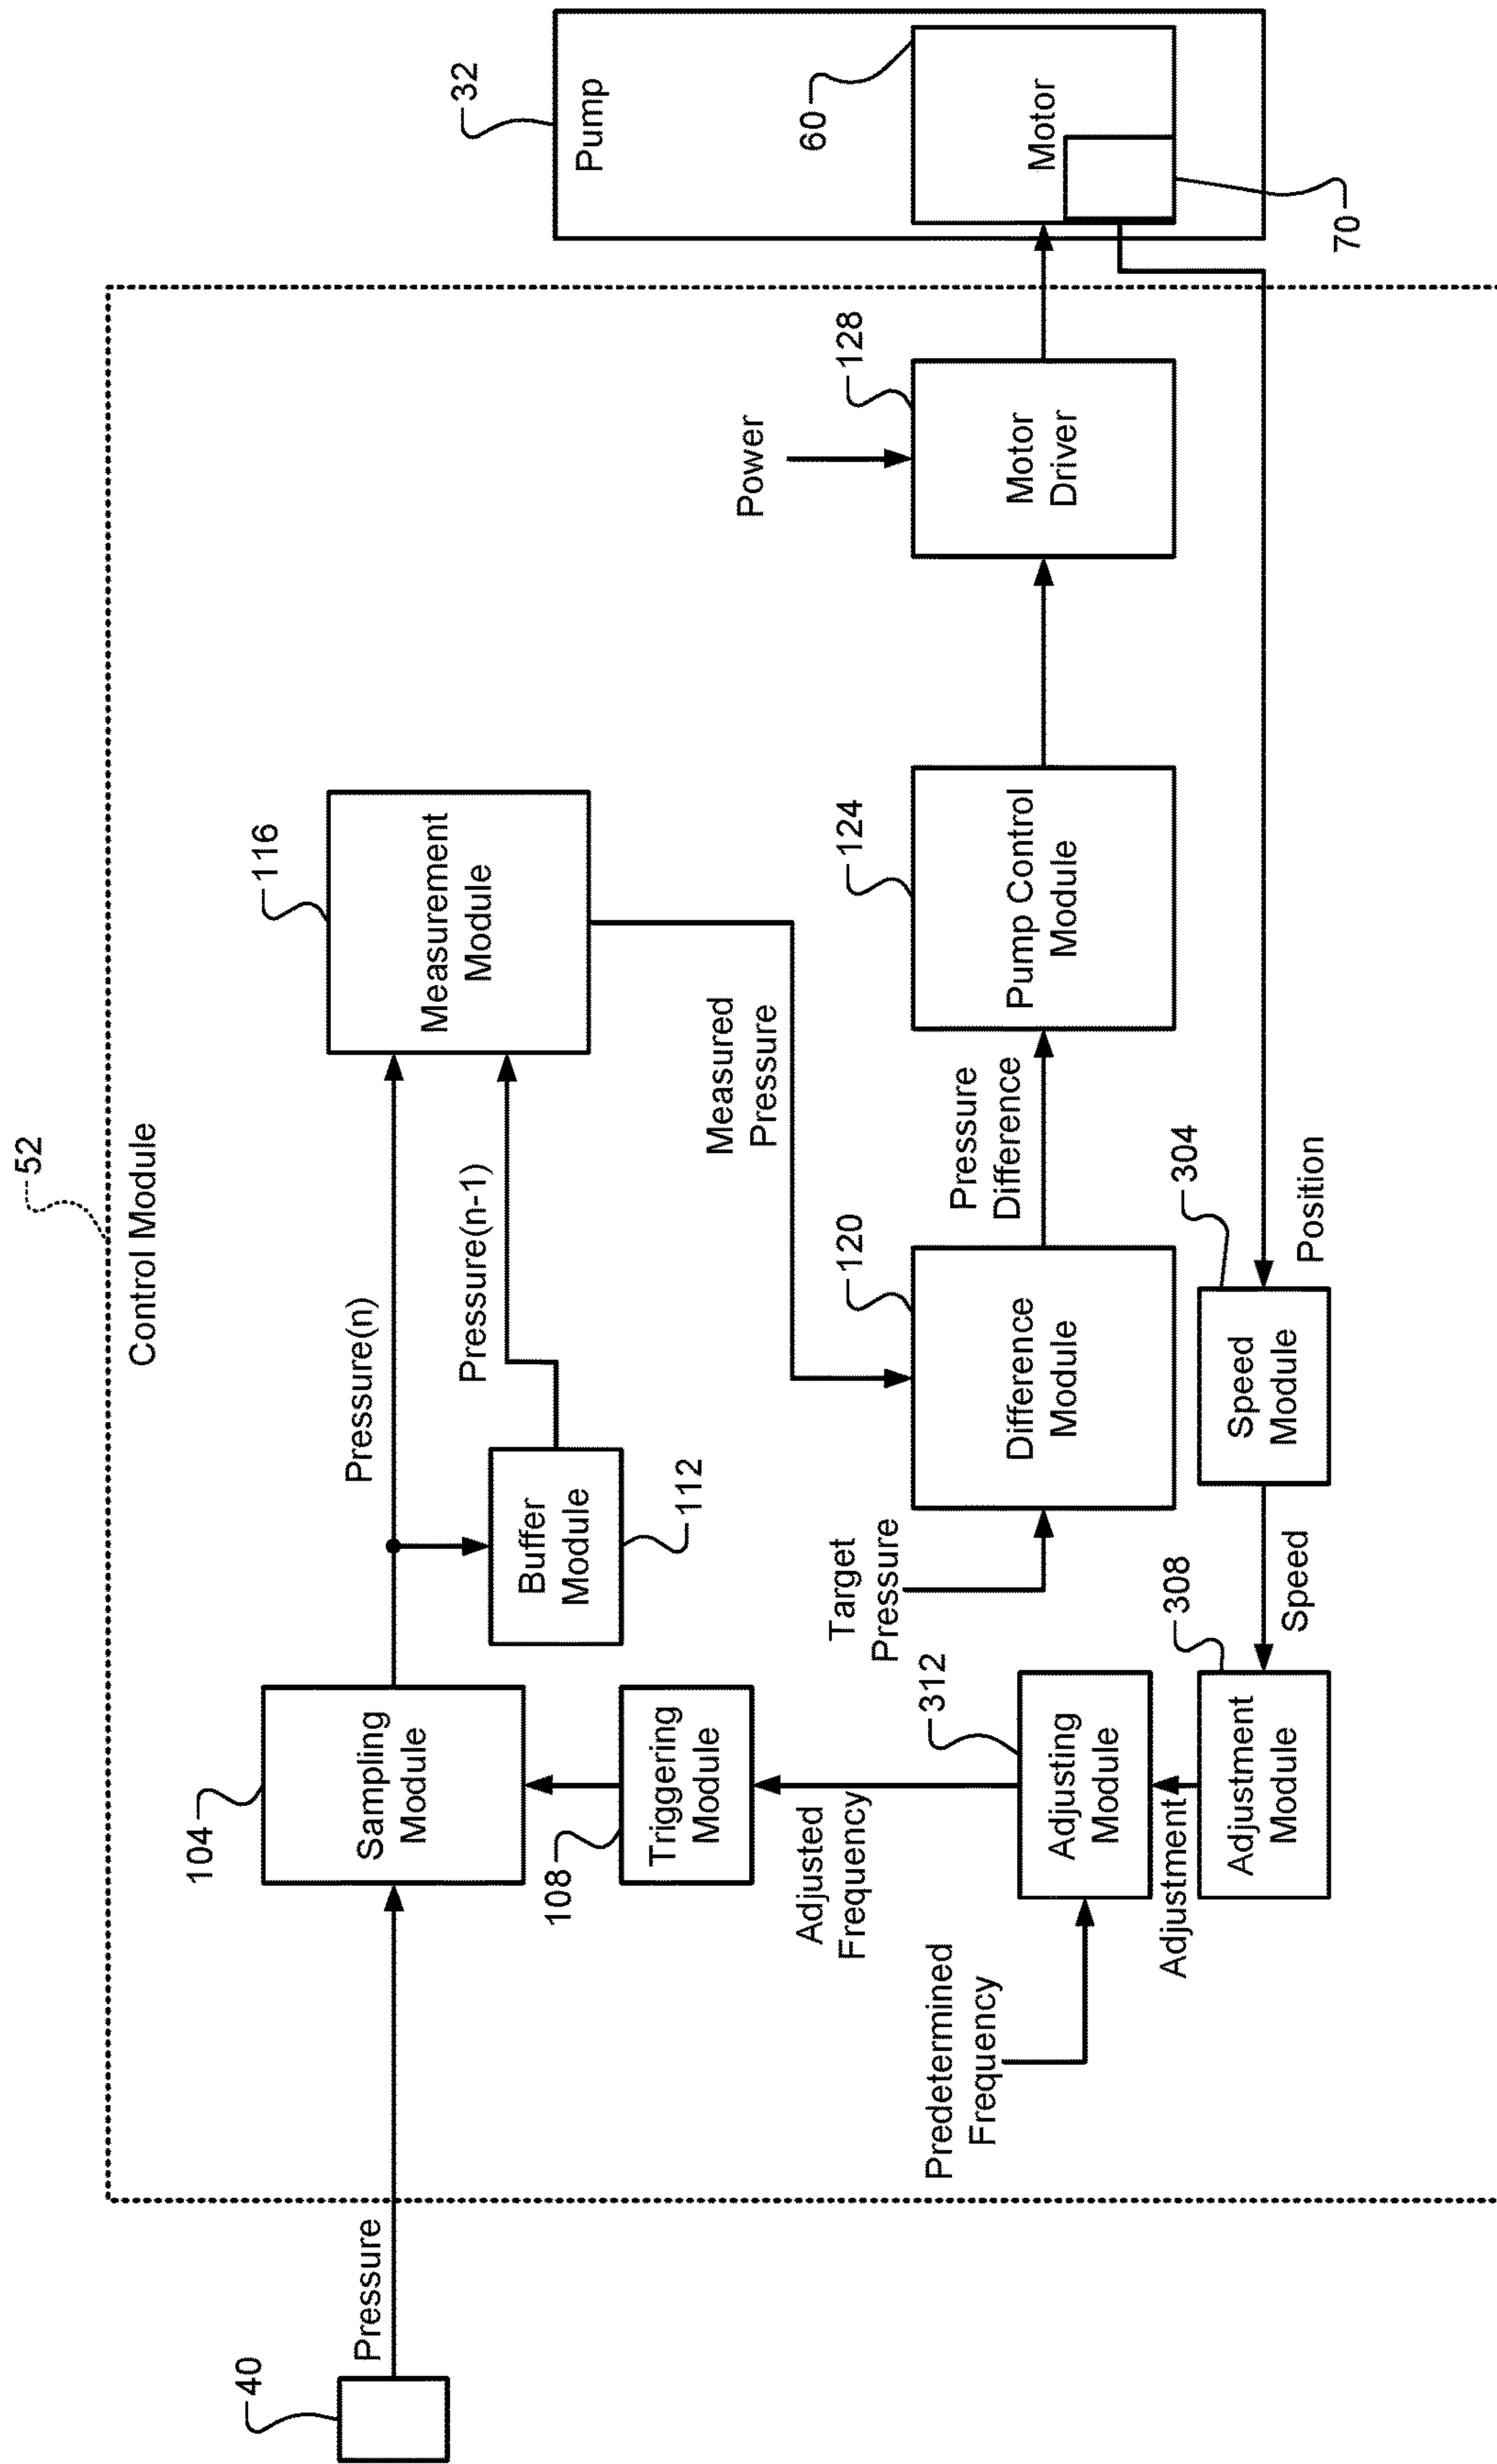 52
Control Module
40
Pressure
104
Sampling
Module
Pressure(n)
Buffer
Module
112
Pressure(n-1)
116
Measurement
Module
Measured
Pressure
108
Triggering
Module
Adjusted
Frequency
Predetermined
Frequency
312
Adjusting
Module
Adjustment
308
Adjustment
Module
Speed
304
Speed
Module
Position
Target
Pressure
120
Difference
Module
Pressure
Difference
124
Pump Control
Module
Power
128
Motor
Driver
32
Pump
60
Motor
70